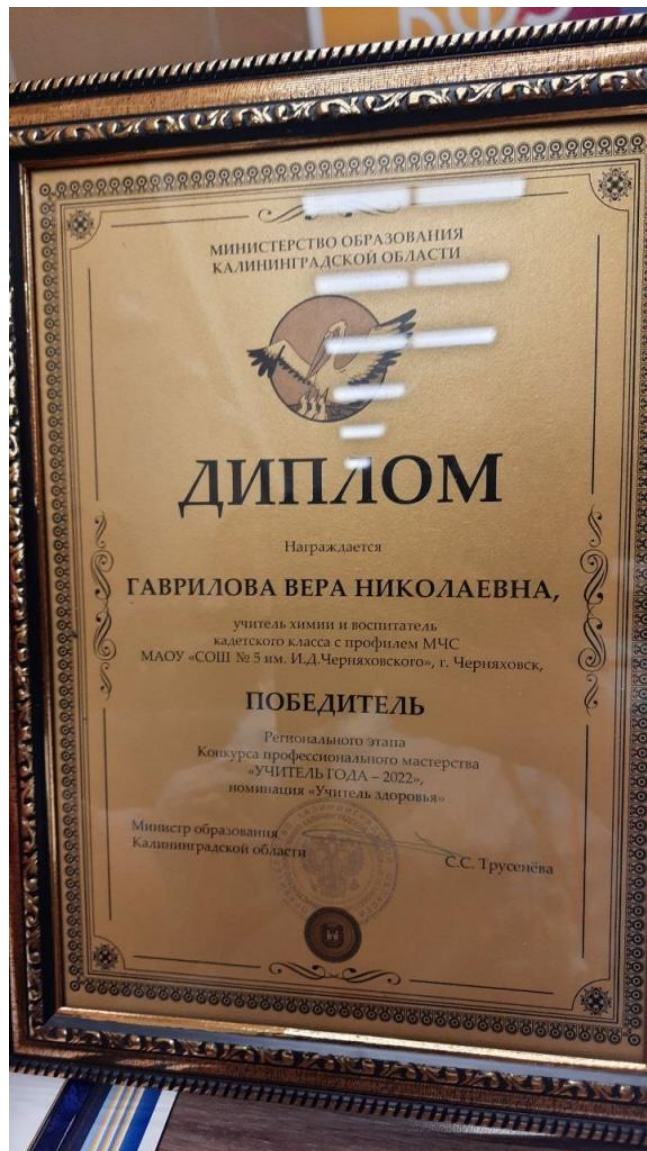 МИНИСТЕРСТВО ОБРАЗОВАНИЯ
КАЛИНИНГРАДСКОЙ ОБЛАСТИ
ДИПЛОМ
Награждается
ГАВРИЛОВА ВЕРА НИКОЛАЕВНА,
учитель химии и воспитатель
кадетского класса с профилем МЧС
МАОУ «СОШ № 5 им. И.Д.Черняховского», г. Черняховск,
ПОБЕДИТЕЛЬ
Регионального этапа
Конкурса профессионального мастерства
«УЧИТЕЛЬ ГОДА – 2022»,
номинация «Учитель здоровья»
Министр образования
Калининградской области
С.С. Трусенёва